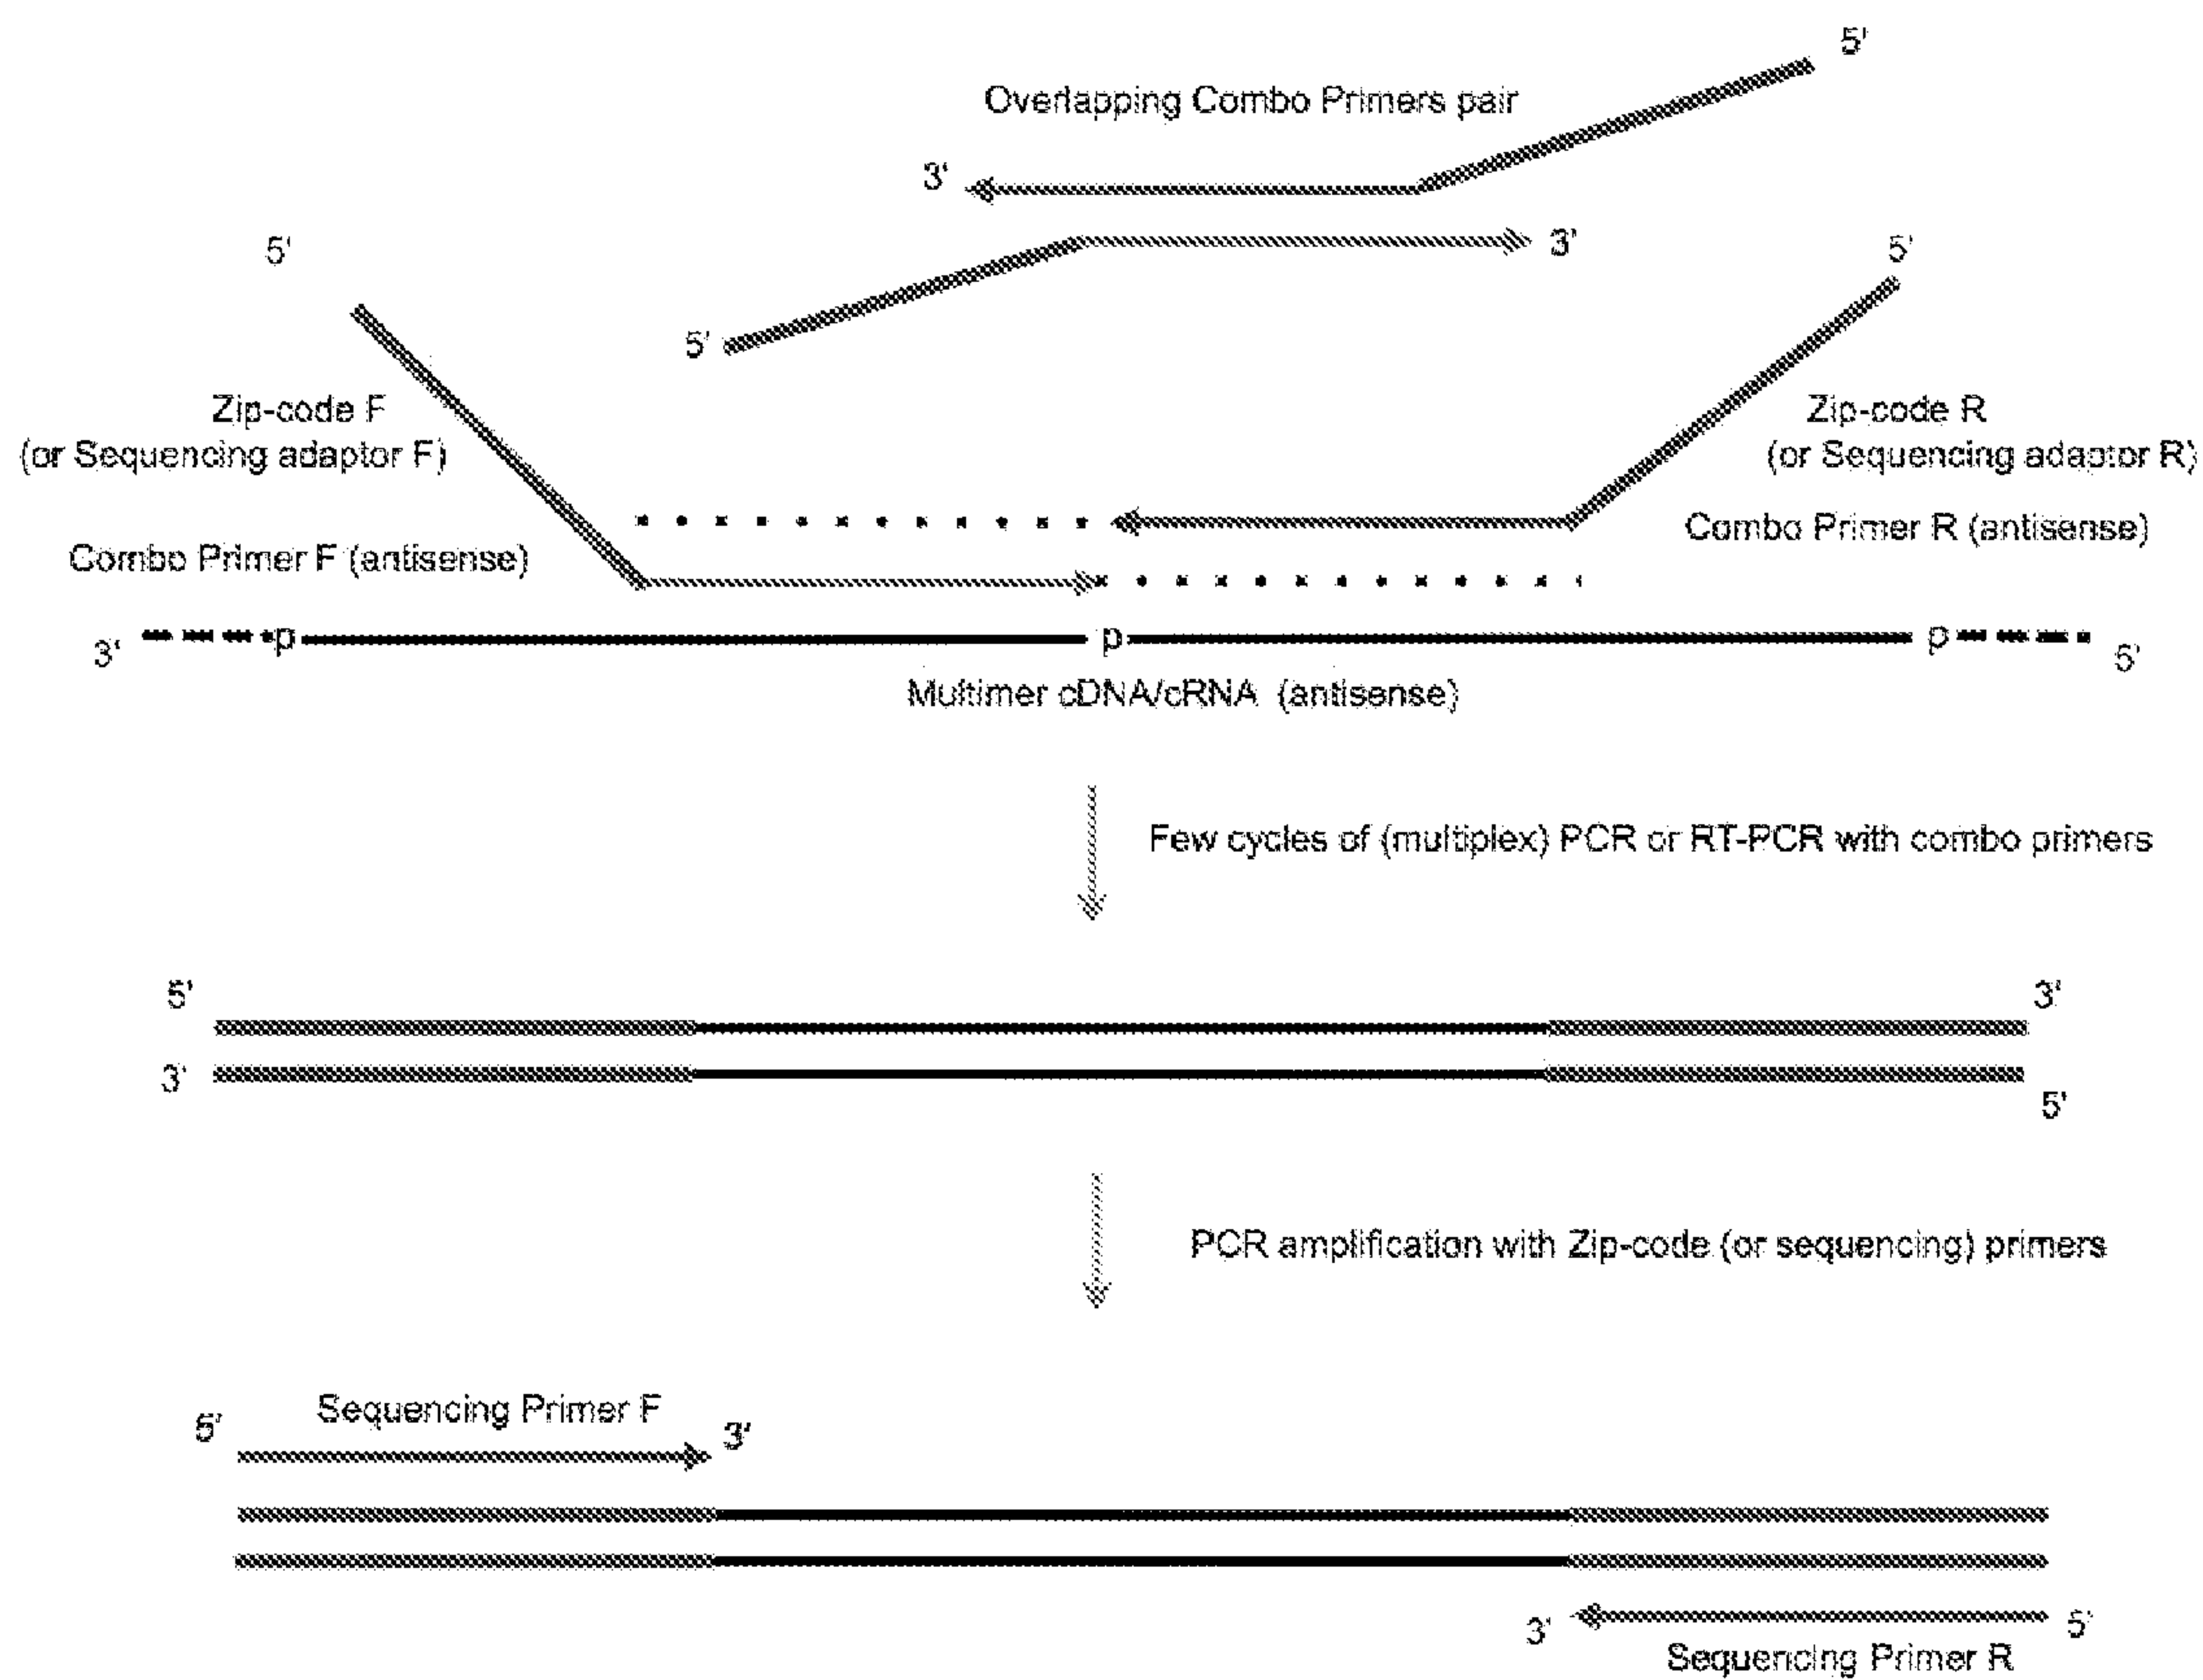 5'
Overlapping Combo Primers pair
3'
5'
3'
5'
5'
Zip-code F
(or Sequencing adaptor F)
Zip-code R
(or Sequencing adaptor R)
Combo Primer R (antisense)
Combo Primer F (antisense)
3'
p
p
p
5'
Multimer cDNA/cRNA (antisense)
Few cycles of (multiplex) PCR or RT-PCR with combo primers
5'
3'
3'
5'
PCR amplification with Zip-code (or sequencing) primers
Sequencing Primer F
5'
3'
3'
5'
Sequencing Primer R